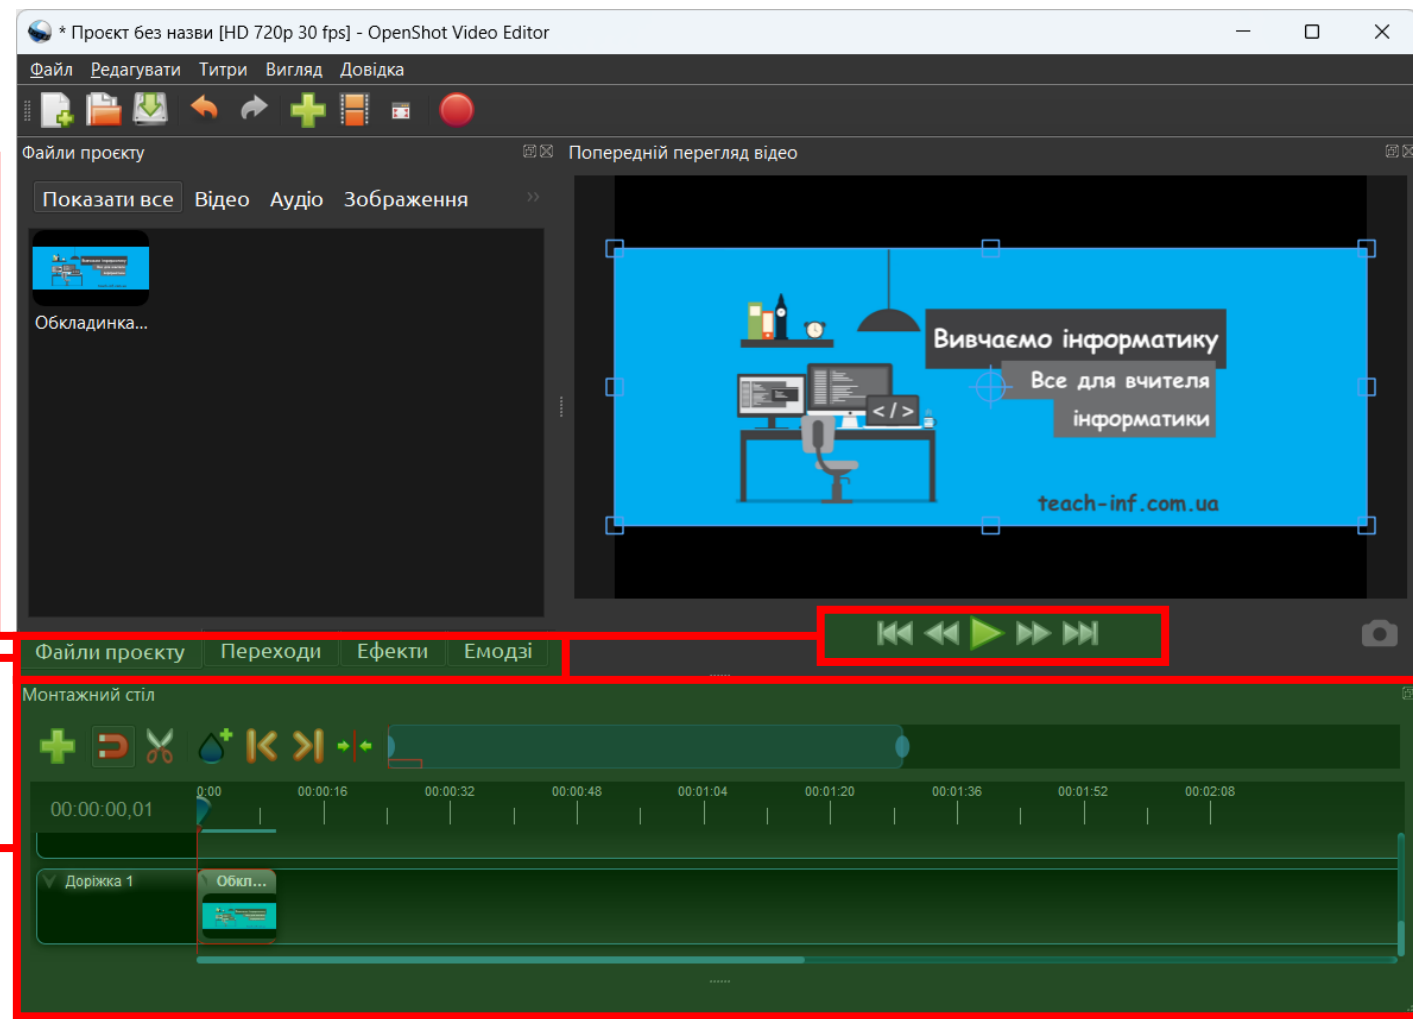 * Проєкт без назви [HD 720p 30 fps] - OpenShot Video Editor
Файл Редагувати Титри Вигляд Довідка
Файли проєкту
Попередній перегляд відео
Показати все Відео Аудіо Зображення
Обкладинка...
Вивчаємо інформатику
Все для вчителя
інформатики
</>
teach-inf.com.ua
Файли проєкту Переходи Ефекти Емодзі
Монтажний стіл
00:00:00,01
0:00 00:00:16 00:00:32 00:00:48 00:01:04 00:01:20 00:01:36 00:01:52 00:02:08
Доріжка 1
Обкл...